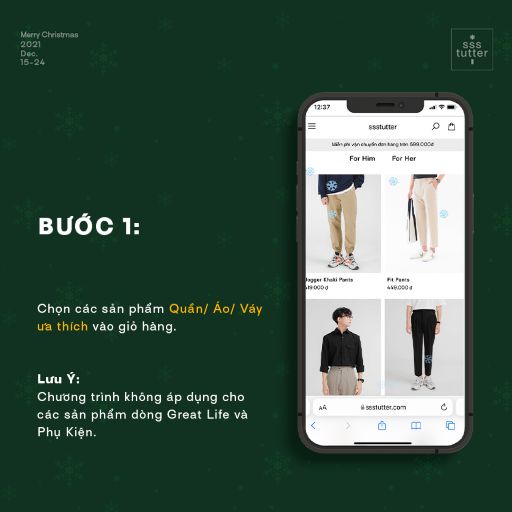 Merry Christmas
2021
Dec.
15-24
sss
tutter
BƯỚC 1:
Chọn các sản phẩm Quần/ Áo/ Váy
ưa thích vào giỏ hàng.
Lưu Ý:
Chương trình không áp dụng cho
các sản phẩm dòng Great Life và
Phụ Kiện.
12:37
ssstutter
Miễn phí vận chuyển đơn hàng trên 599.000đ
For Him For Her
Jogger Khaki Pants
419.000 đ
Fit Pants
449.000 đ
AA ssstutter.com